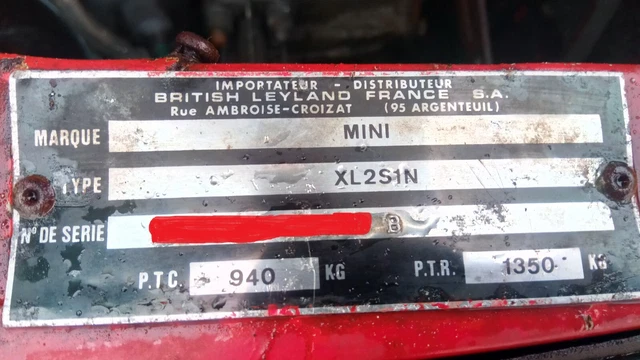 IMPORTATEUR - DISTRIBUTEUR
BRITISH LEYLAND FRANCE S.A.
Rue AMBROISE-CROIZAT (95 ARGENTEUIL)
MARQUE MINI
TYPE XL2S1N
Nº DE SERIE B
P.T.C. 940 KG P.T.R. 1350 KG